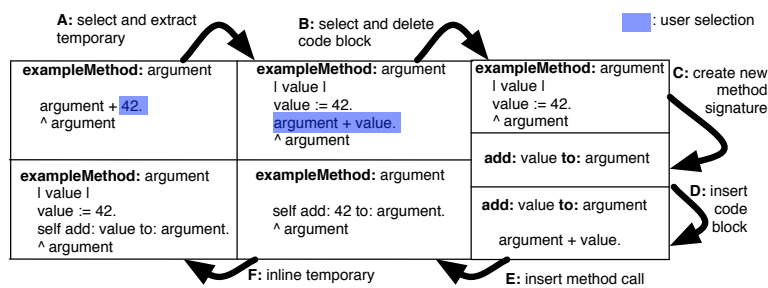 A: select and extract
temporary
B: select and delete
code block
: user selection
exampleMethod: argument
argument + 42.
^ argument
exampleMethod: argument
| value |
value := 42.
argument + value.
^ argument
exampleMethod: argument
| value |
value := 42.
^ argument
C: create new
method
signature
add: value to: argument
D: insert
code
block
add: value to: argument
argument + value.
exampleMethod: argument
| value |
value := 42.
self add: value to: argument.
^ argument
exampleMethod: argument
self add: 42 to: argument.
^ argument
F: inline temporary
E: insert method call